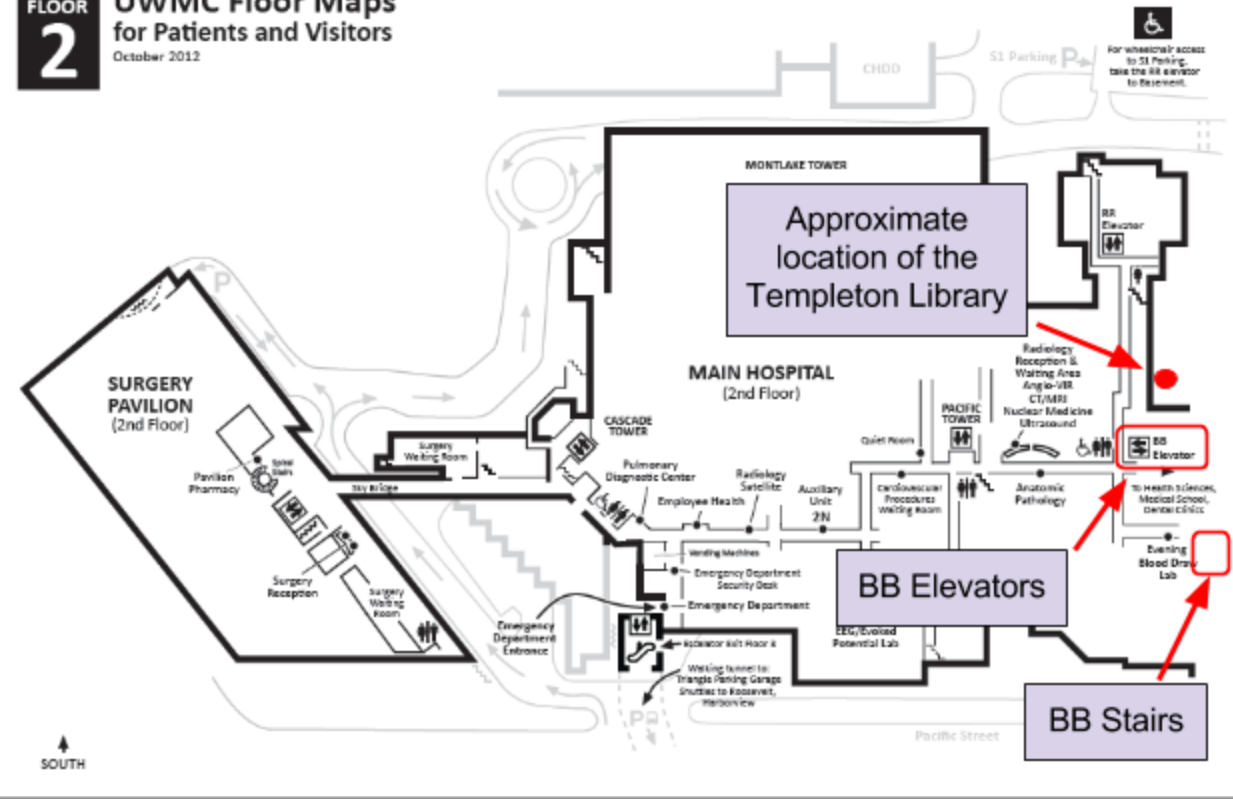 FLOOR
2
UWMC Floor Maps
for Patients and Visitors
October 2012
For wheelchair access
to S1 Parking,
take the RR elevator
to Basement.
S1 Parking P
CHDD
MONTLAKE TOWER
Approximate
location of the
Templeton Library
RR
Elevator
P
SURGERY
PAVILION
(2nd Floor)
MAIN HOSPITAL
(2nd Floor)
Radiology
Reception &
Waiting Area
Angio-VIR
CT/MRI
Nuclear Medicine
Ultrasound
PACIFIC
TOWER
CASCADE
TOWER
Quiet Room
BB
Elevator
Surgery
Waiting Room
Pavilion
Pharmacy
Spiral
Stairs
Sky Bridge
Pulmonary
Diagnostic Center
Employee Health
Radiology
Satellite
Auxiliary
Unit
2N
Cardiovascular
Procedures
Waiting Room
Anatomic
Pathology
To Health Sciences,
Medical School,
Dental Clinics
Evening
Blood Draw
Lab
Vending Machines
Emergency Department
Security Desk
Emergency Department
BB Elevators
Surgery
Reception
Surgery
Waiting
Room
Emergency
Department
Entrance
EEG/Evoked
Potential Lab
Escalator Exit Floor 2
Walking tunnel to:
Triangle Parking Garage
Shuttles to Roosevelt,
Harborview
P
BB Stairs
Pacific Street
SOUTH